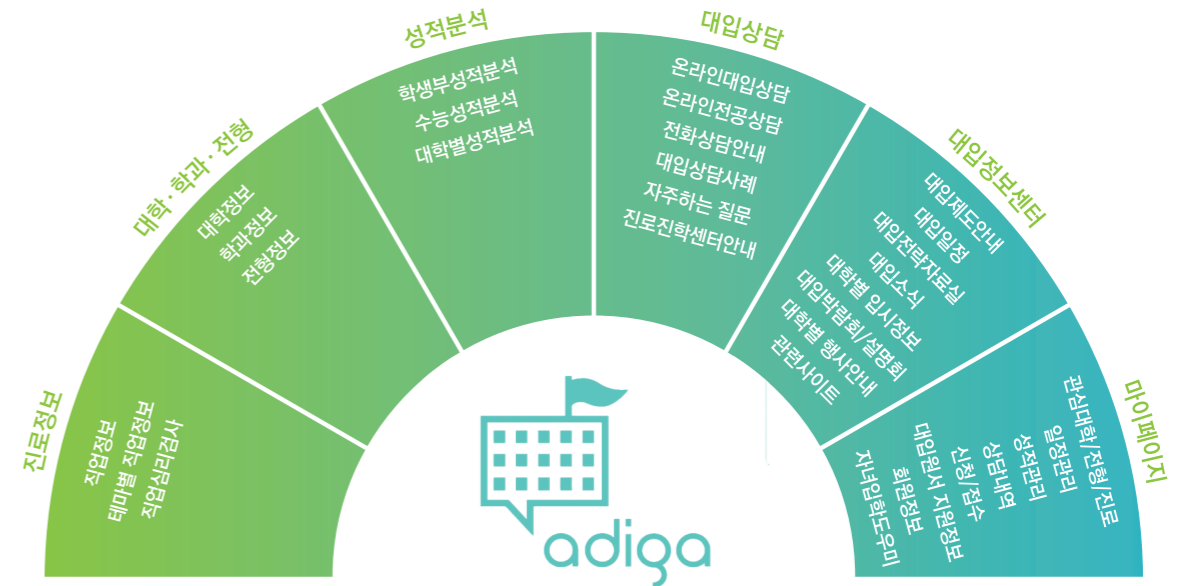 진로정보
직업정보
테마별 직업정보
직업심리검사
대학·학과·전형
대학정보
학과정보
전형정보
성적분석
학생부성적분석
수능성적분석
대학별성적분석
대입상담
온라인대입상담
온라인전공상담
전화상담안내
대입상담사례
자주하는 질문
진로진학센터안내
대입정보센터
대입제도안내
대입일정
대입전략자료실
대입소식
대학별 입시정보
대입박람회/설명회
대학별 행사안내
관련사이트
마이페이지
관심대학/전형/진로
일정관리
성적관리
상담내역
신청/접수
대입원서 지원정보
회원정보
자녀입학도우미
adiga